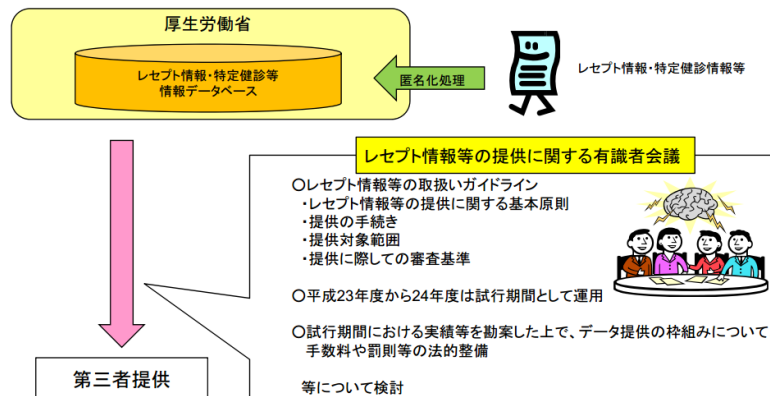 厚生労働省
レセプト情報・特定健診等
情報データベース
匿名化処理
レセプト情報・特定健診情報等
レセプト情報等の提供に関する有識者会議
○レセプト情報等の取扱いガイドライン
・レセプト情報等の提供に関する基本原則
・提供の手続き
・提供対象範囲
・提供に際しての審査基準
○平成23年度から24年度は試行期間として運用
○試行期間における実績等を勘案した上で、データ提供の枠組みについて
手数料や罰則等の法的整備
等について検討
第三者提供